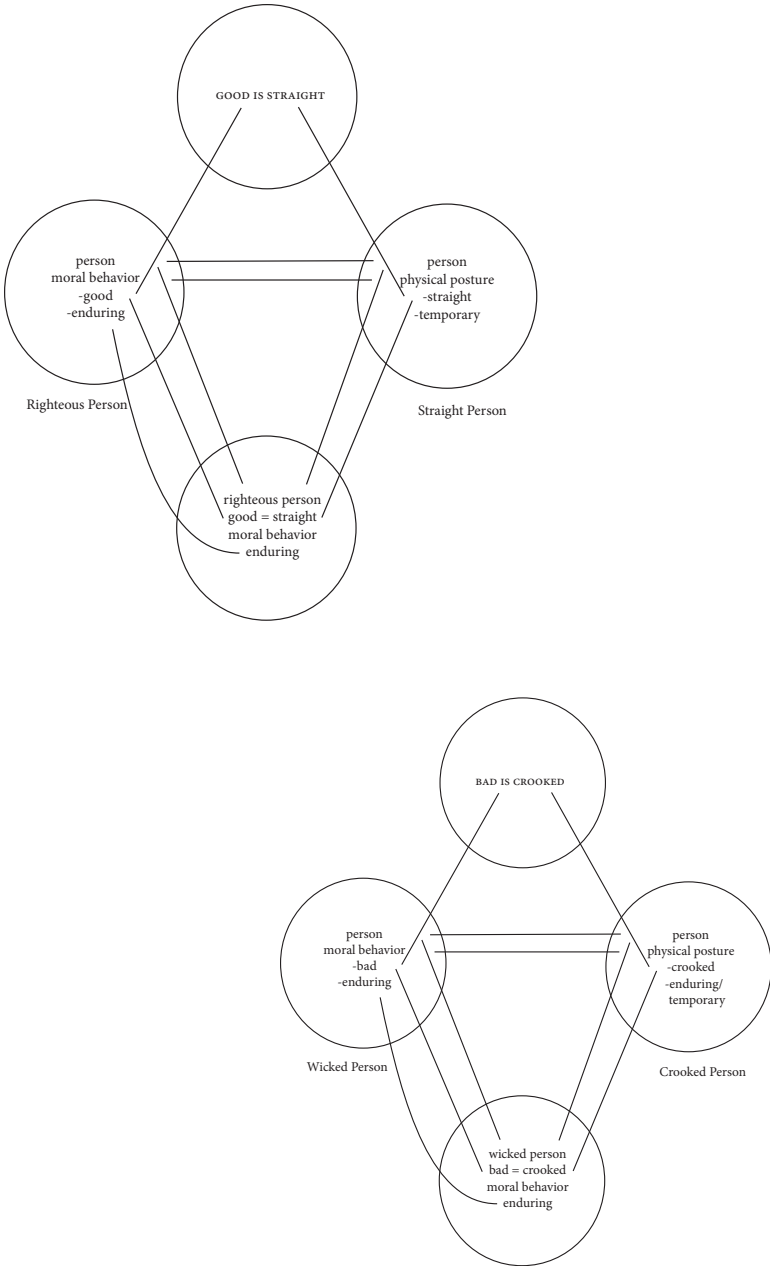 GOOD IS STRAIGHT
person
moral behavior
-good
-enduring
Righteous Person
person
physical posture
-straight
-temporary
Straight Person
righteous person
good = straight
moral behavior
enduring
BAD IS CROOKED
person
moral behavior
-bad
-enduring
Wicked Person
person
physical posture
-crooked
-enduring/
temporary
Crooked Person
wicked person
bad = crooked
moral behavior
enduring